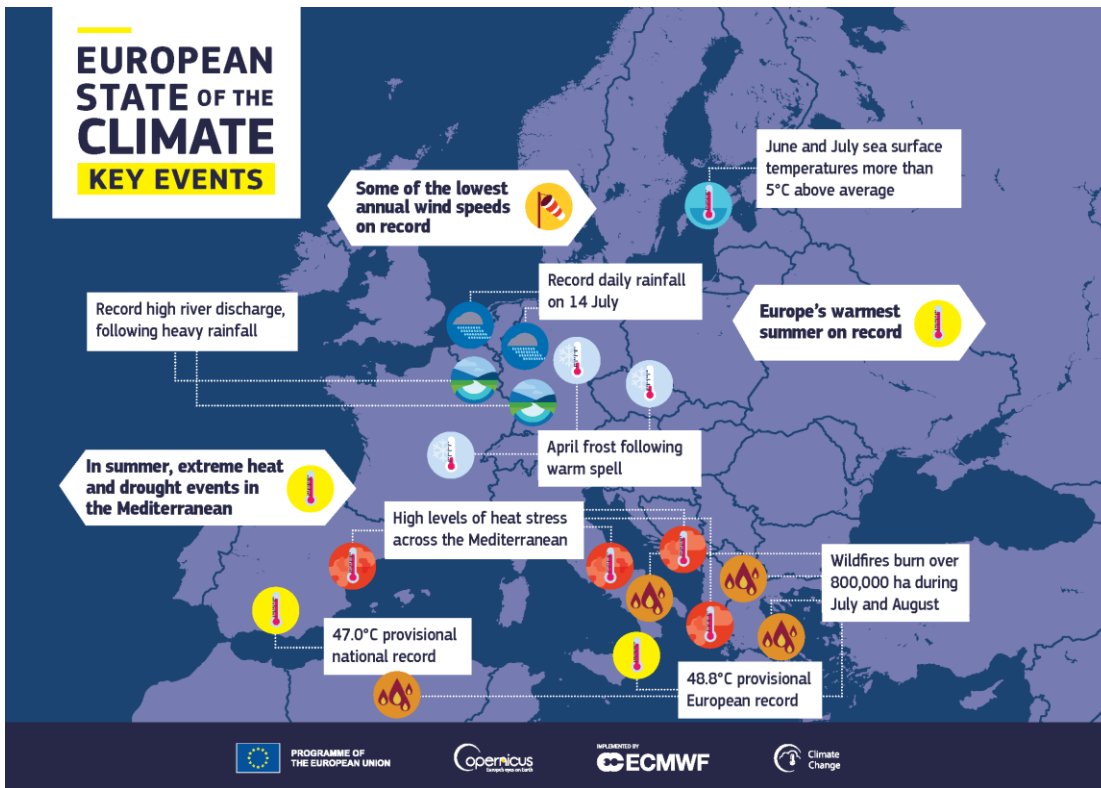 EUROPEAN
STATE OF THE
CLIMATE
KEY EVENTS
June and July sea surface
temperatures more than
5°C above average
Some of the lowest
annual wind speeds
on record
Record daily rainfall
on 14 July
Record high river discharge,
following heavy rainfall
Europe's warmest
summer on record
April frost following
warm spell
In summer, extreme heat
and drought events in
the Mediterranean
High levels of heat stress
across the Mediterranean
Wildfires burn over
800,000 ha during
July and August
47.0°C provisional
national record
48.8°C provisional
European record
PROGRAMME OF
THE EUROPEAN UNION
Copernicus
Europe's eyes on Earth
IMPLEMENTED BY
ECMWF
Climate
Change